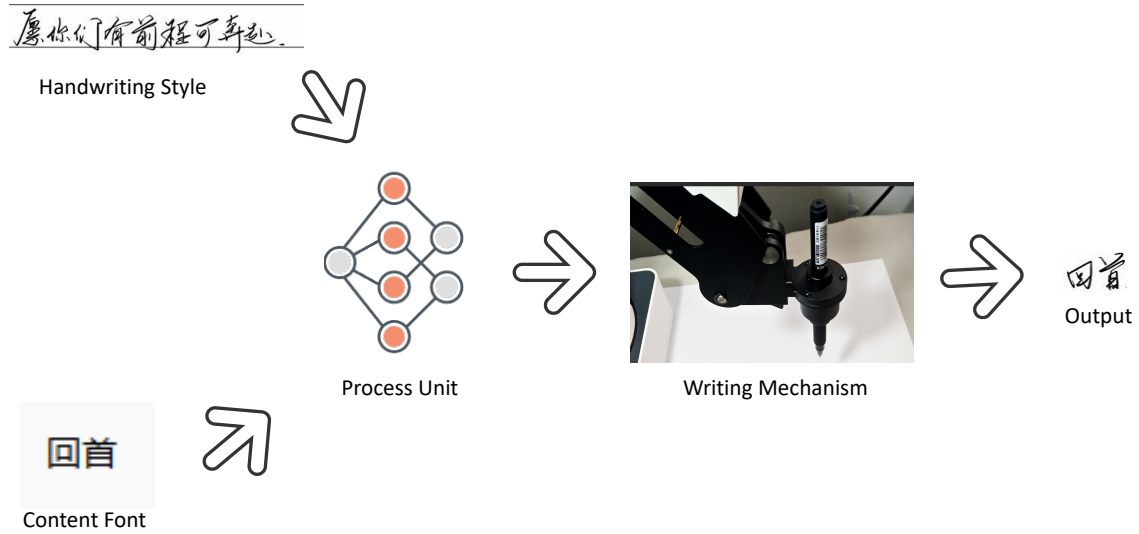 愿你们有前程可奔赴.
Handwriting Style
Process Unit
Writing Mechanism
回首
Output
回首
Content Font